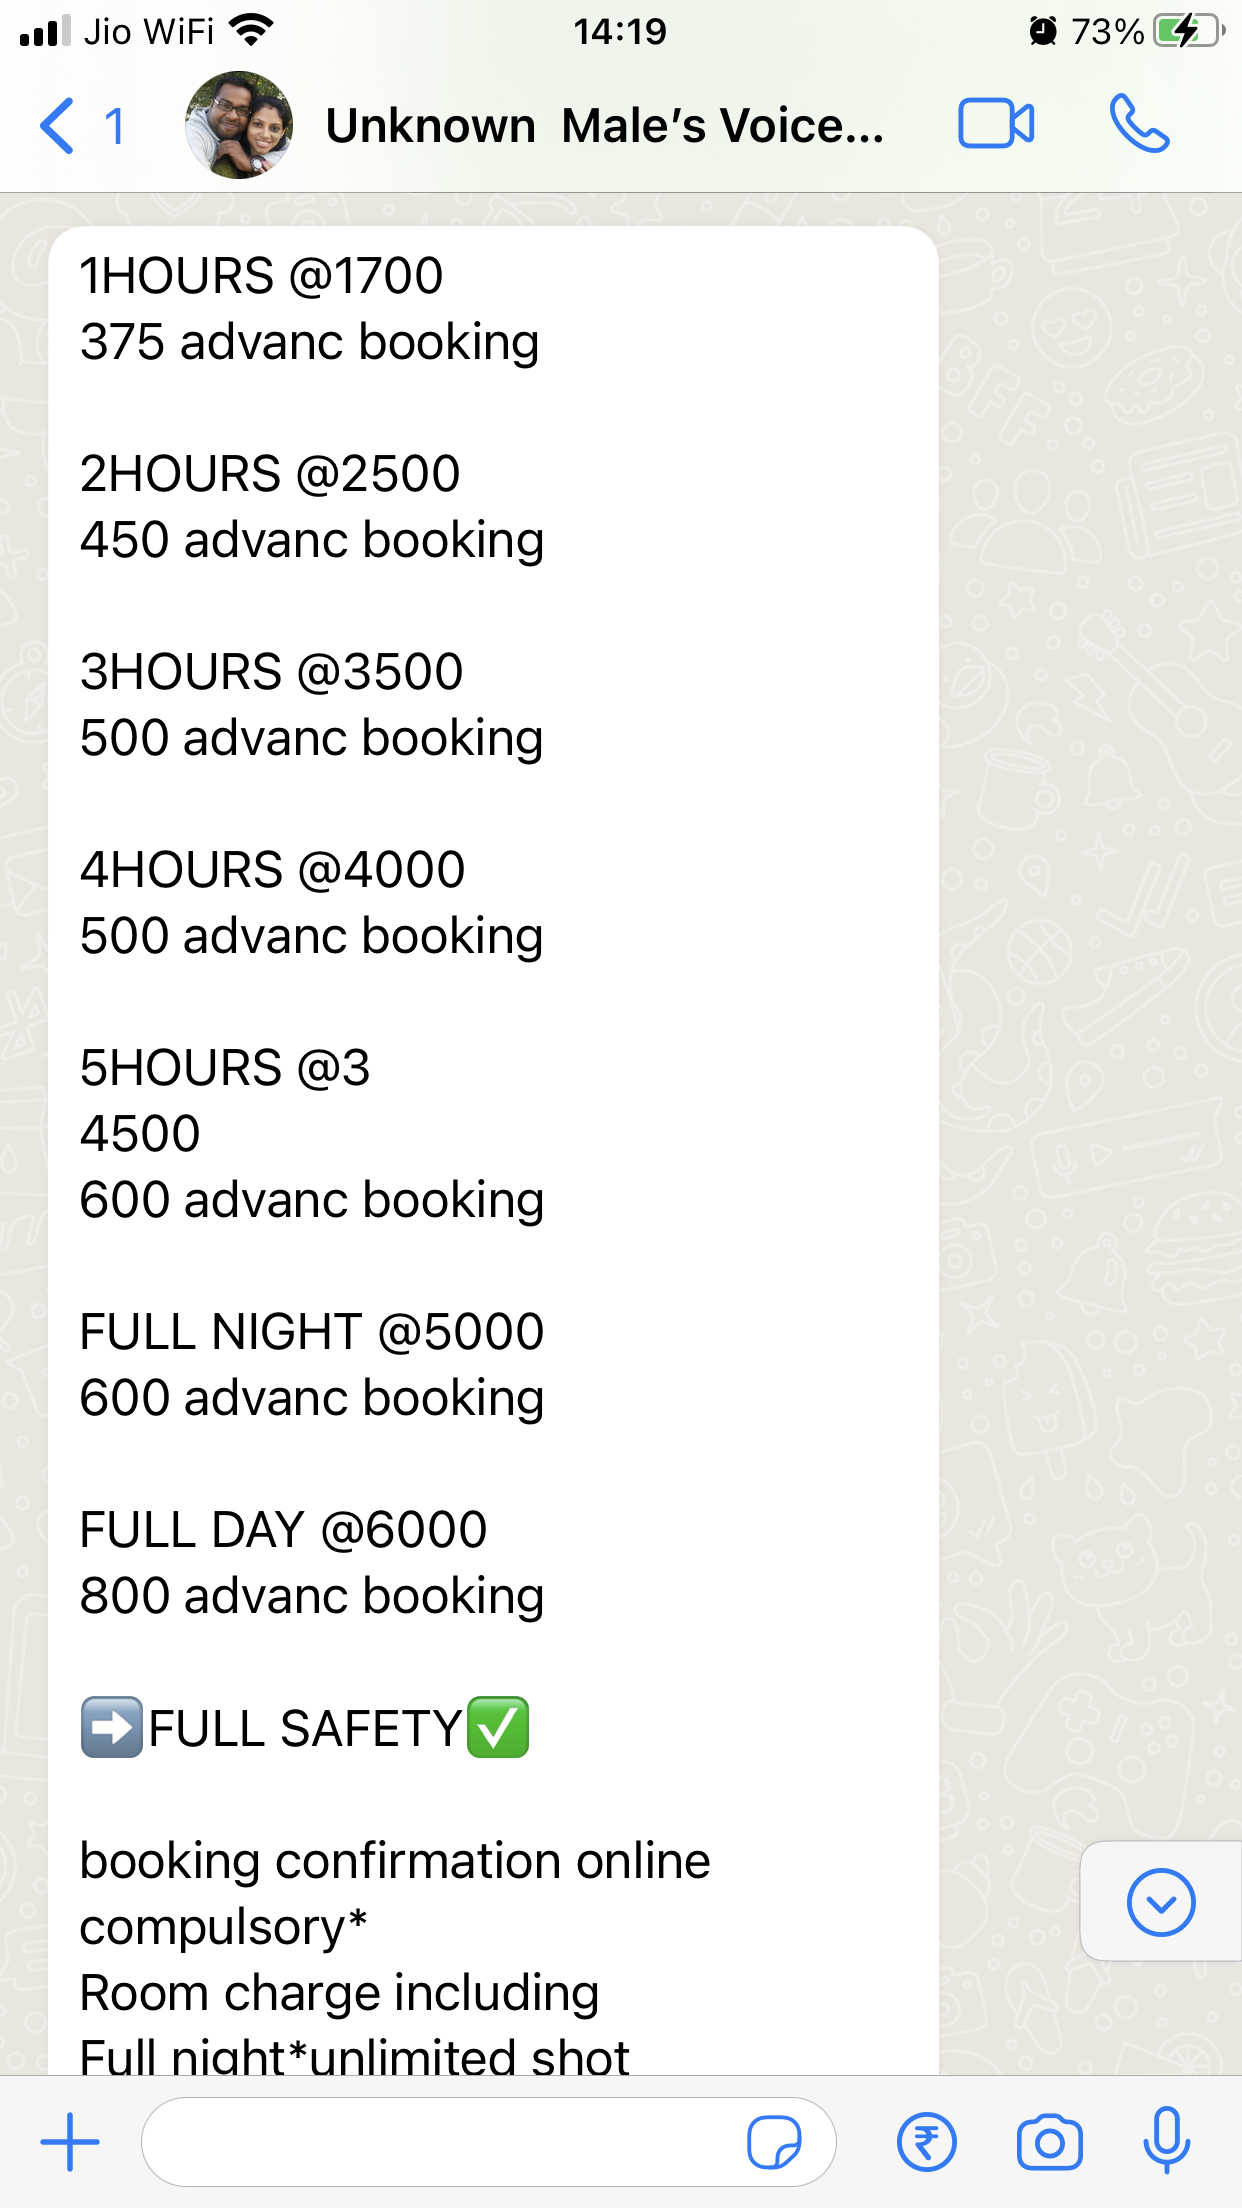 Jio WiFi
14:19
73%
1
Unknown Male’s Voice...
1HOURS @1700
375 advanc booking
2HOURS @2500
450 advanc booking
3HOURS @3500
500 advanc booking
4HOURS @4000
500 advanc booking
5HOURS @3
4500
600 advanc booking
FULL NIGHT @5000
600 advanc booking
FULL DAY @6000
800 advanc booking
➡️FULL SAFETY✅
booking confirmation online
compulsory*
Room charge including
Full night*unlimited shot